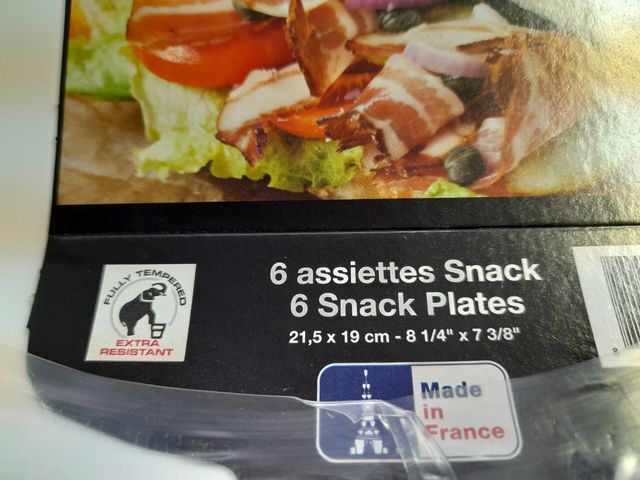 FULLY TEMPERED
EXTRA
RESISTANT
6 assiettes Snack
6 Snack Plates
21,5 x 19 cm - 8 1/4" x 7 3/8"
Made
in
France